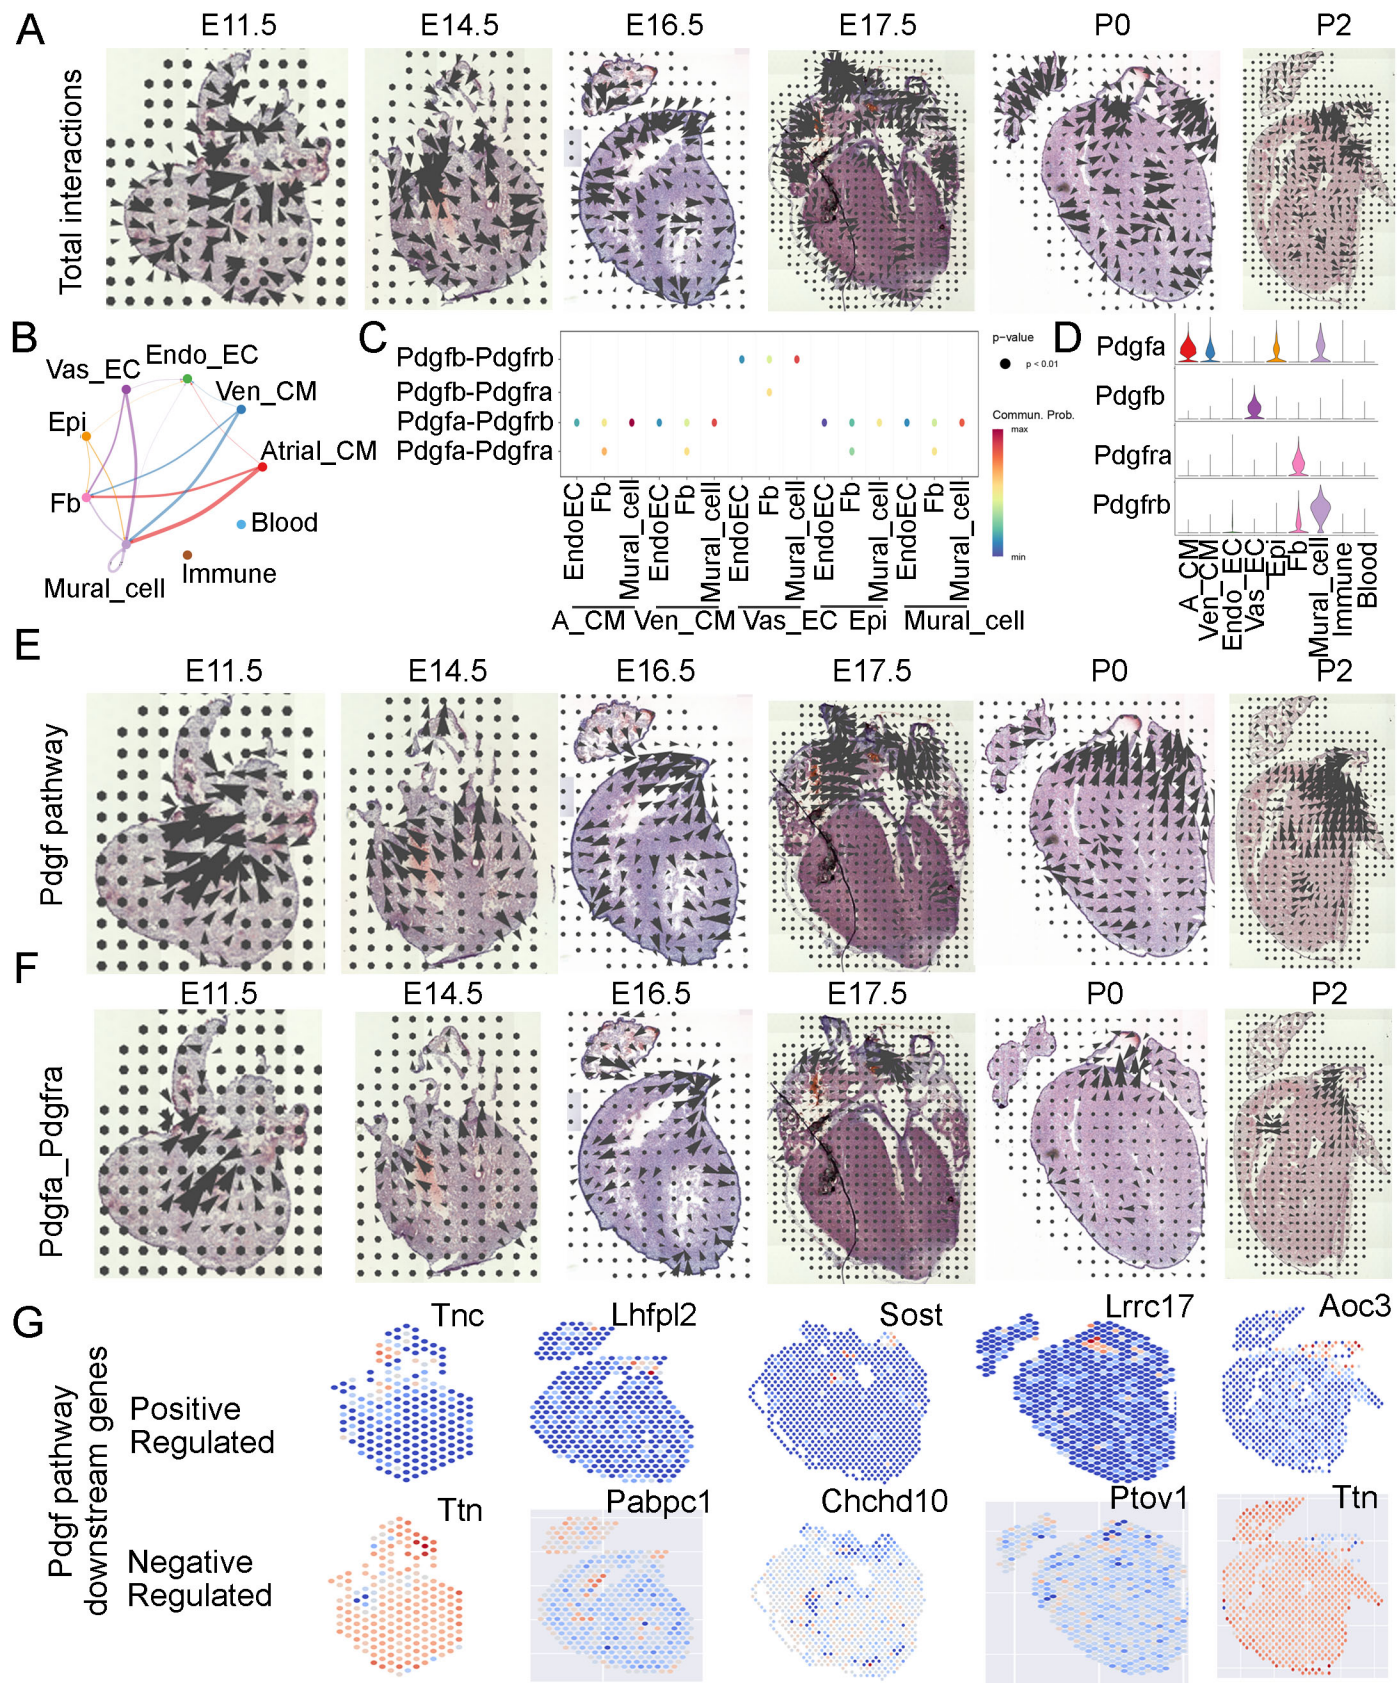 A
E11.5
E14.5
E16.5
E17.5
P0
P2
Total interactions
B
Vas_EC
Endo_EC
Ven_CM
Epi
Atrial_CM
Fb
Blood
Immune
Mural_cell
C
Pdgfb-Pdgfrb
Pdgfb-Pdgfra
Pdgfa-Pdgfrb
Pdgfa-Pdgfra
p-value
p < 0.01
Commun. Prob.
max
min
EndoEC
Fb
Mural_cell
EndoEC
Fb
Mural_cell
EndoEC
Fb
Mural_cell
EndoEC
Fb
Epi
EndoEC
Fb
Mural_cell
A_CM
Ven_CM
Vas_EC
Epi
Mural_cell
D
Pdgfa
Pdgfb
Pdgfra
Pdgfrb
A_CM
Ven_CM
Endo_EC
Vas_EC
Epi
Fb
Mural_cell
Immune
Blood
E
E11.5
E14.5
E16.5
E17.5
P0
P2
Pdgf pathway
F
E11.5
E14.5
E16.5
E17.5
P0
P2
Pdgfa_Pdgfra
G
Pdgf pathway
downstream genes
Positive
Regulated
Tnc
Lhfpl2
Sost
Lrrc17
Aoc3
Negative
Regulated
Ttn
Pabpc1
Chchd10
Ptov1
Ttn